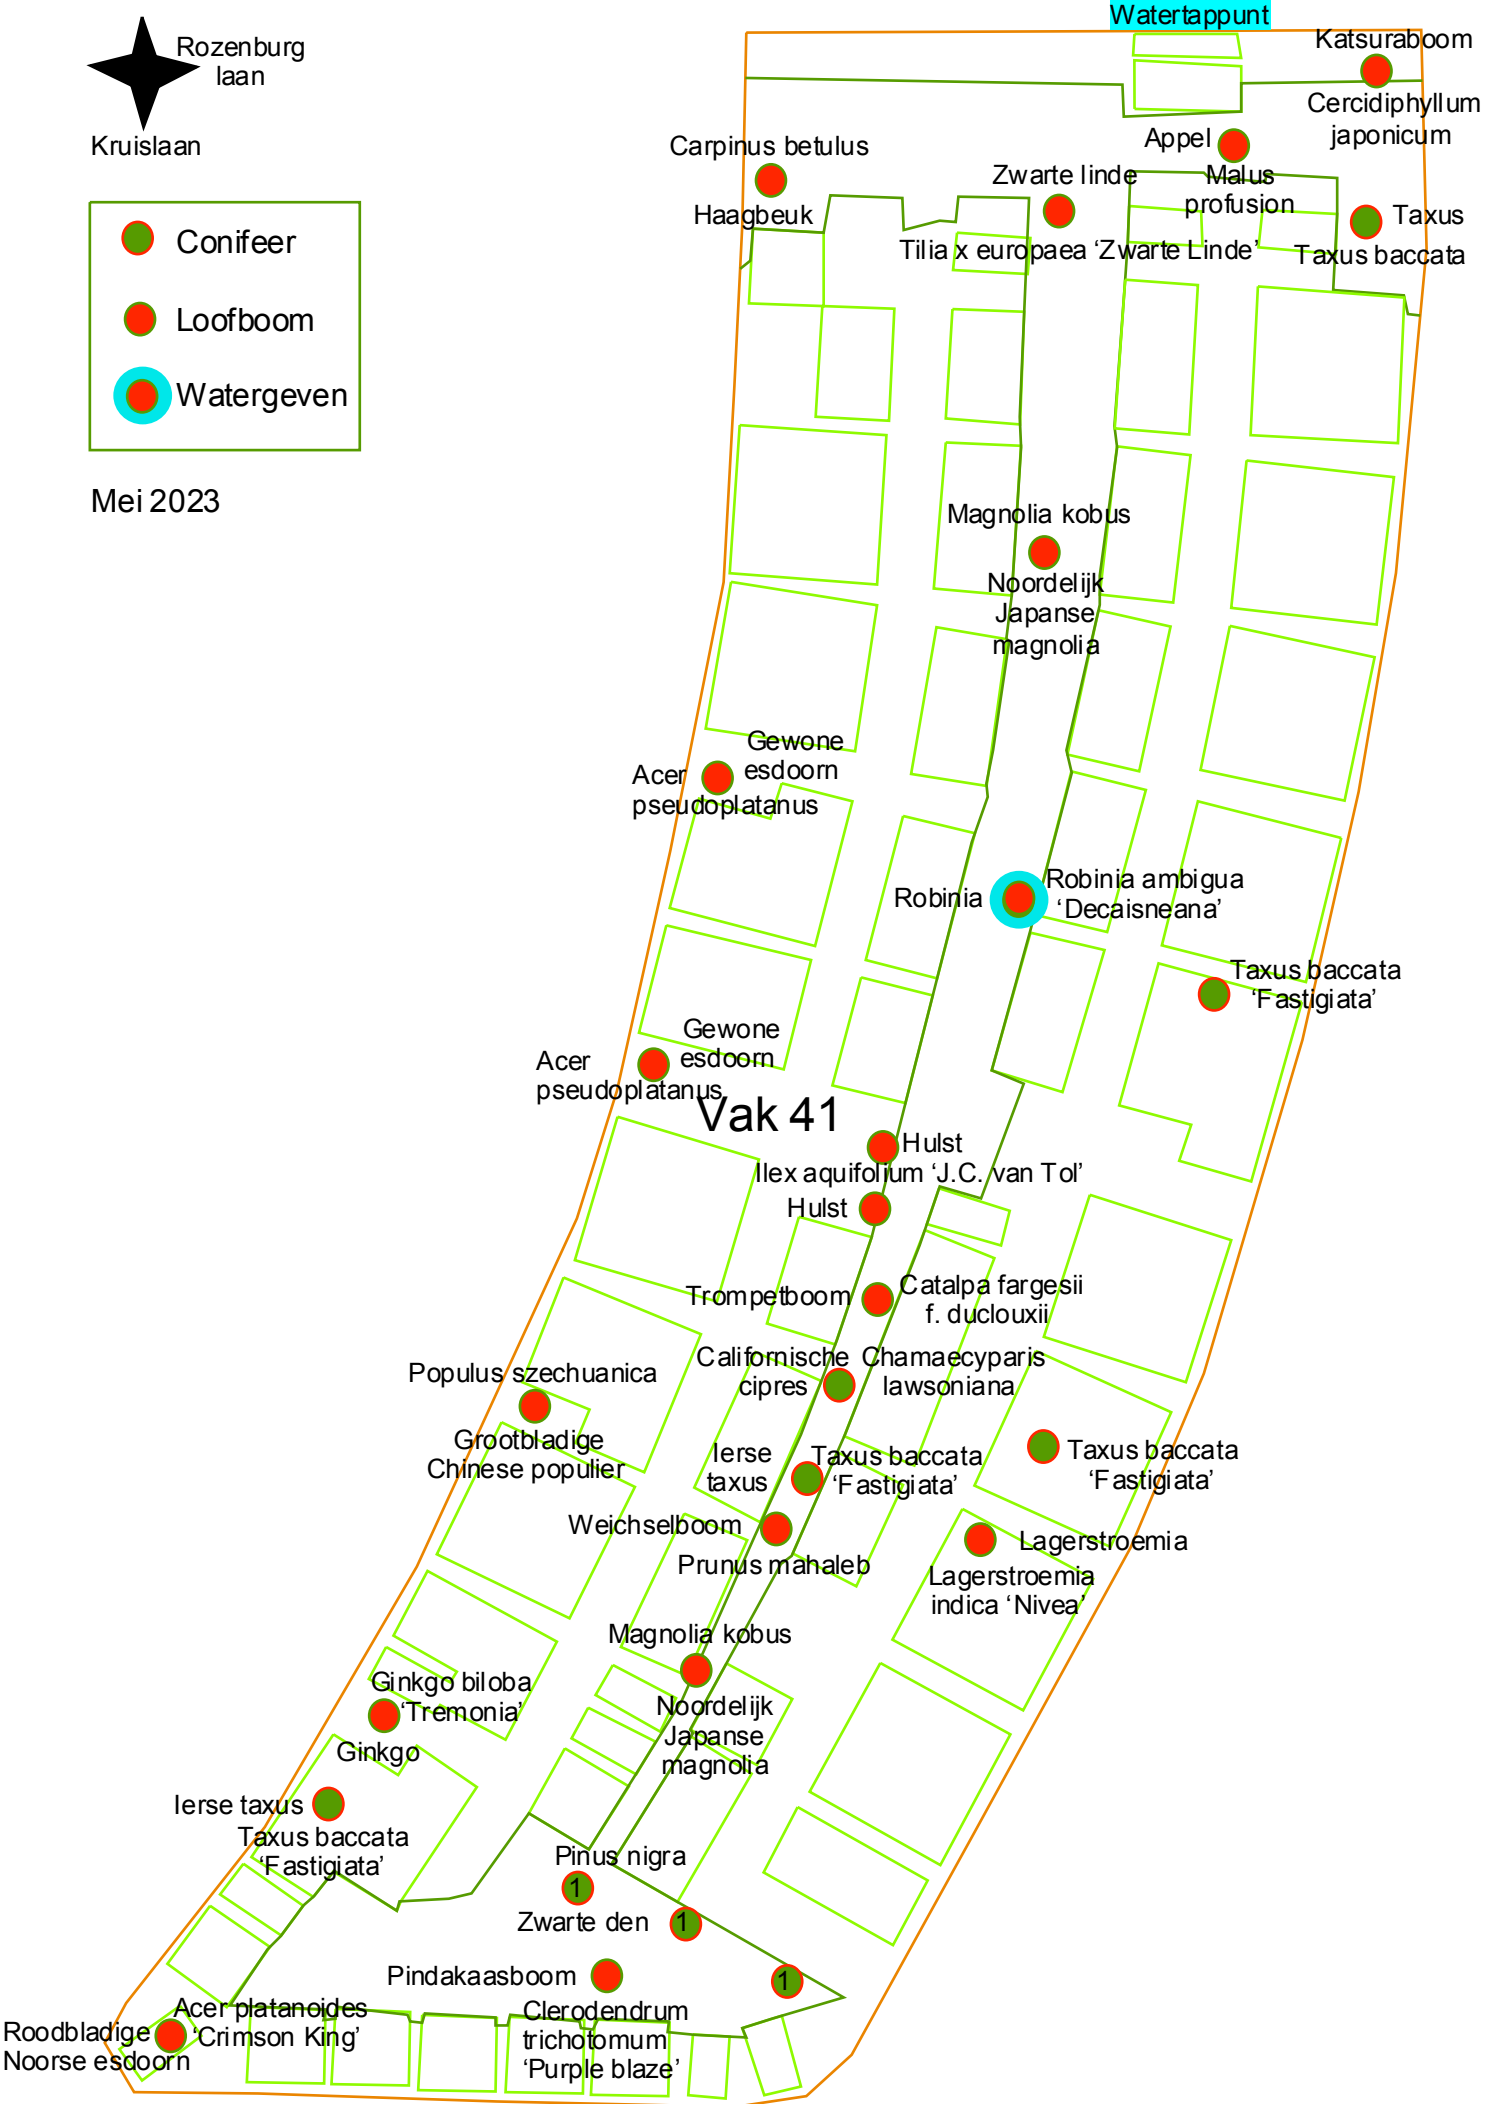 Watertappunt
Rozenburg
laan
Kruislaan
Conifeer
Loofboom
Watergeven
Mei 2023
Katsuraboom
Cercidiphyllum
japonicum
Appel
Malus
profusion
Carpinus betulus
Haagbeuk
Zwarte linde
Tilia x europaea ‘Zwarte Linde’
Taxus
Taxus baccata
Magnolia kobus
Noordelijk
Japanse
magnolia
Gewone
esdoorn
Acer
pseudoplatanus
Robinia
Robinia ambigua
‘Decaisneana’
Taxus baccata
‘Fastigiata’
Gewone
esdoorn
Acer
pseudoplatanus
Vak 41
Hulst
Ilex aquifolium ‘J.C. van Tol’
Hulst
Trompetboom
Catalpa fargesii
f. duclouxii
Californische
cipres
Chamaecyparis
lawsoniana
Populus szechuanica
Grootbladige
Chinese populier
Ierse
taxus
Taxus baccata
‘Fastigiata’
Taxus baccata
‘Fastigiata’
Weichselboom
Prunus mahaleb
Lagerstroemia
Lagerstroemia
indica ‘Nivea’
Magnolia kobus
Noordelijk
Japanse
magnolia
Ginkgo biloba
‘Tremonia’
Ginkgo
Ierse taxus
Taxus baccata
‘Fastigiata’
Pinus nigra
1
Zwarte den
1
1
Pindakaasboom
Clerodendrum
trichotomum
‘Purple blaze’
Acer platanoides
‘Crimson King’
Roodbladige
Noorse esdoorn